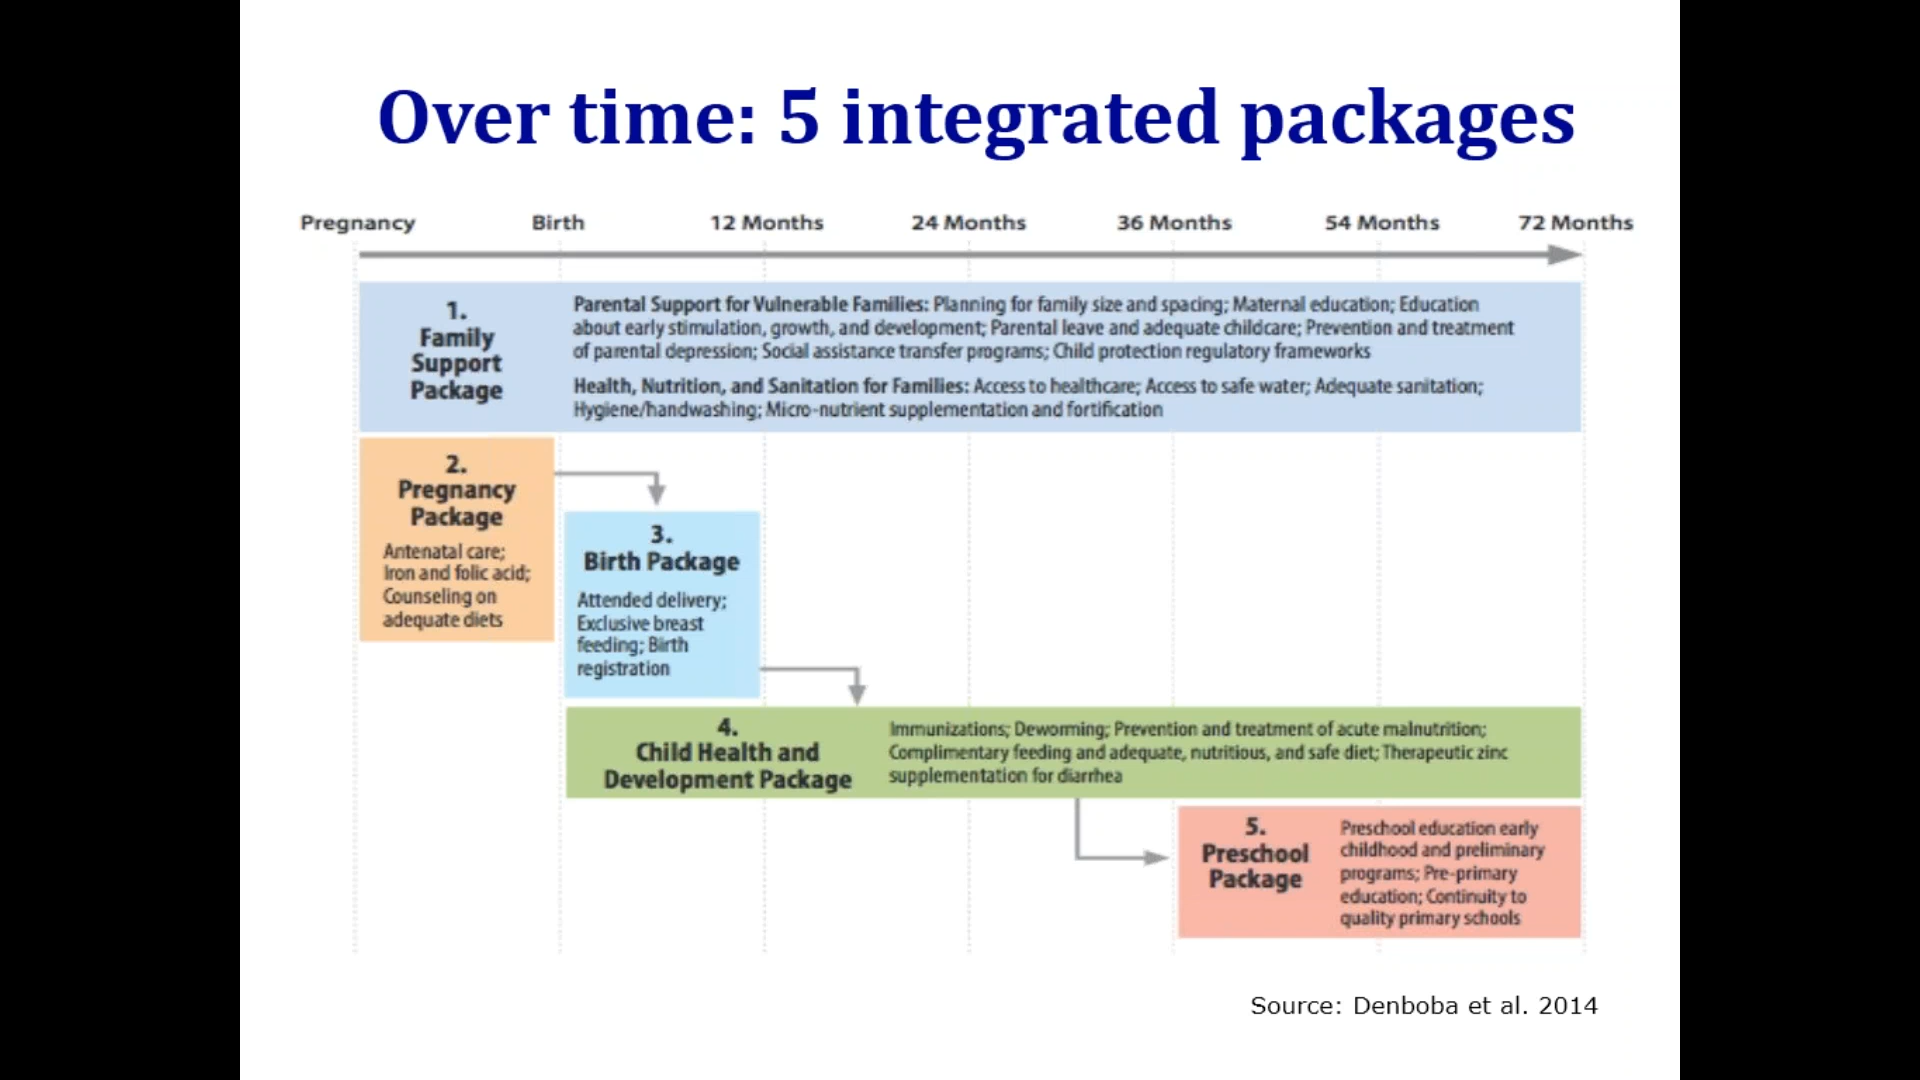 Over time: 5 integrated packages
Pregnancy Birth 12 Months 24 Months 36 Months 54 Months 72 Months
1.
Family
Support
Package
Parental Support for Vulnerable Families: Planning for family size and spacing; Maternal education; Education
about early stimulation, growth, and development; Parental leave and adequate childcare; Prevention and treatment
of parental depression; Social assistance transfer programs; Child protection regulatory frameworks
Health, Nutrition, and Sanitation for Families: Access to healthcare; Access to safe water; Adequate sanitation;
Hygiene/handwashing; Micro-nutrient supplementation and fortification
2.
Pregnancy
Package
Antenatal care;
Iron and folic acid;
Counseling on
adequate diets
3.
Birth Package
Attended delivery;
Exclusive breast
feeding; Birth
registration
4.
Child Health and
Development Package
Immunizations; Deworming; Prevention and treatment of acute malnutrition;
Complimentary feeding and adequate, nutritious, and safe diet; Therapeutic zinc
supplementation for diarrhea
5.
Preschool
Package
Preschool education early
childhood and preliminary
programs; Pre-primary
education; Continuity to
quality primary schools
Source: Denboba et al. 2014